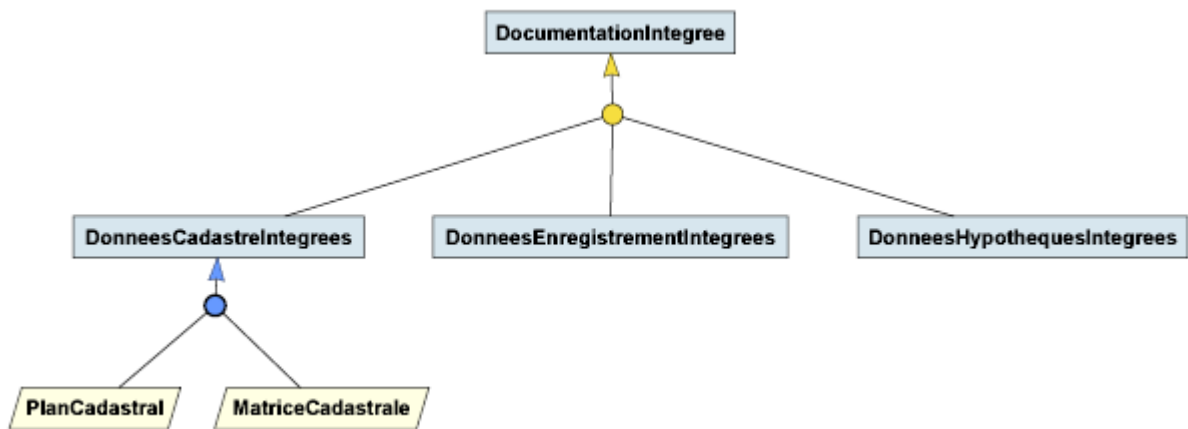 DocumentationIntegree
DonneesCadastreIntegrees
DonneesEnregistrementIntegrees
DonneesHypothequesIntegrees
PlanCadastral
MatriceCadastrale